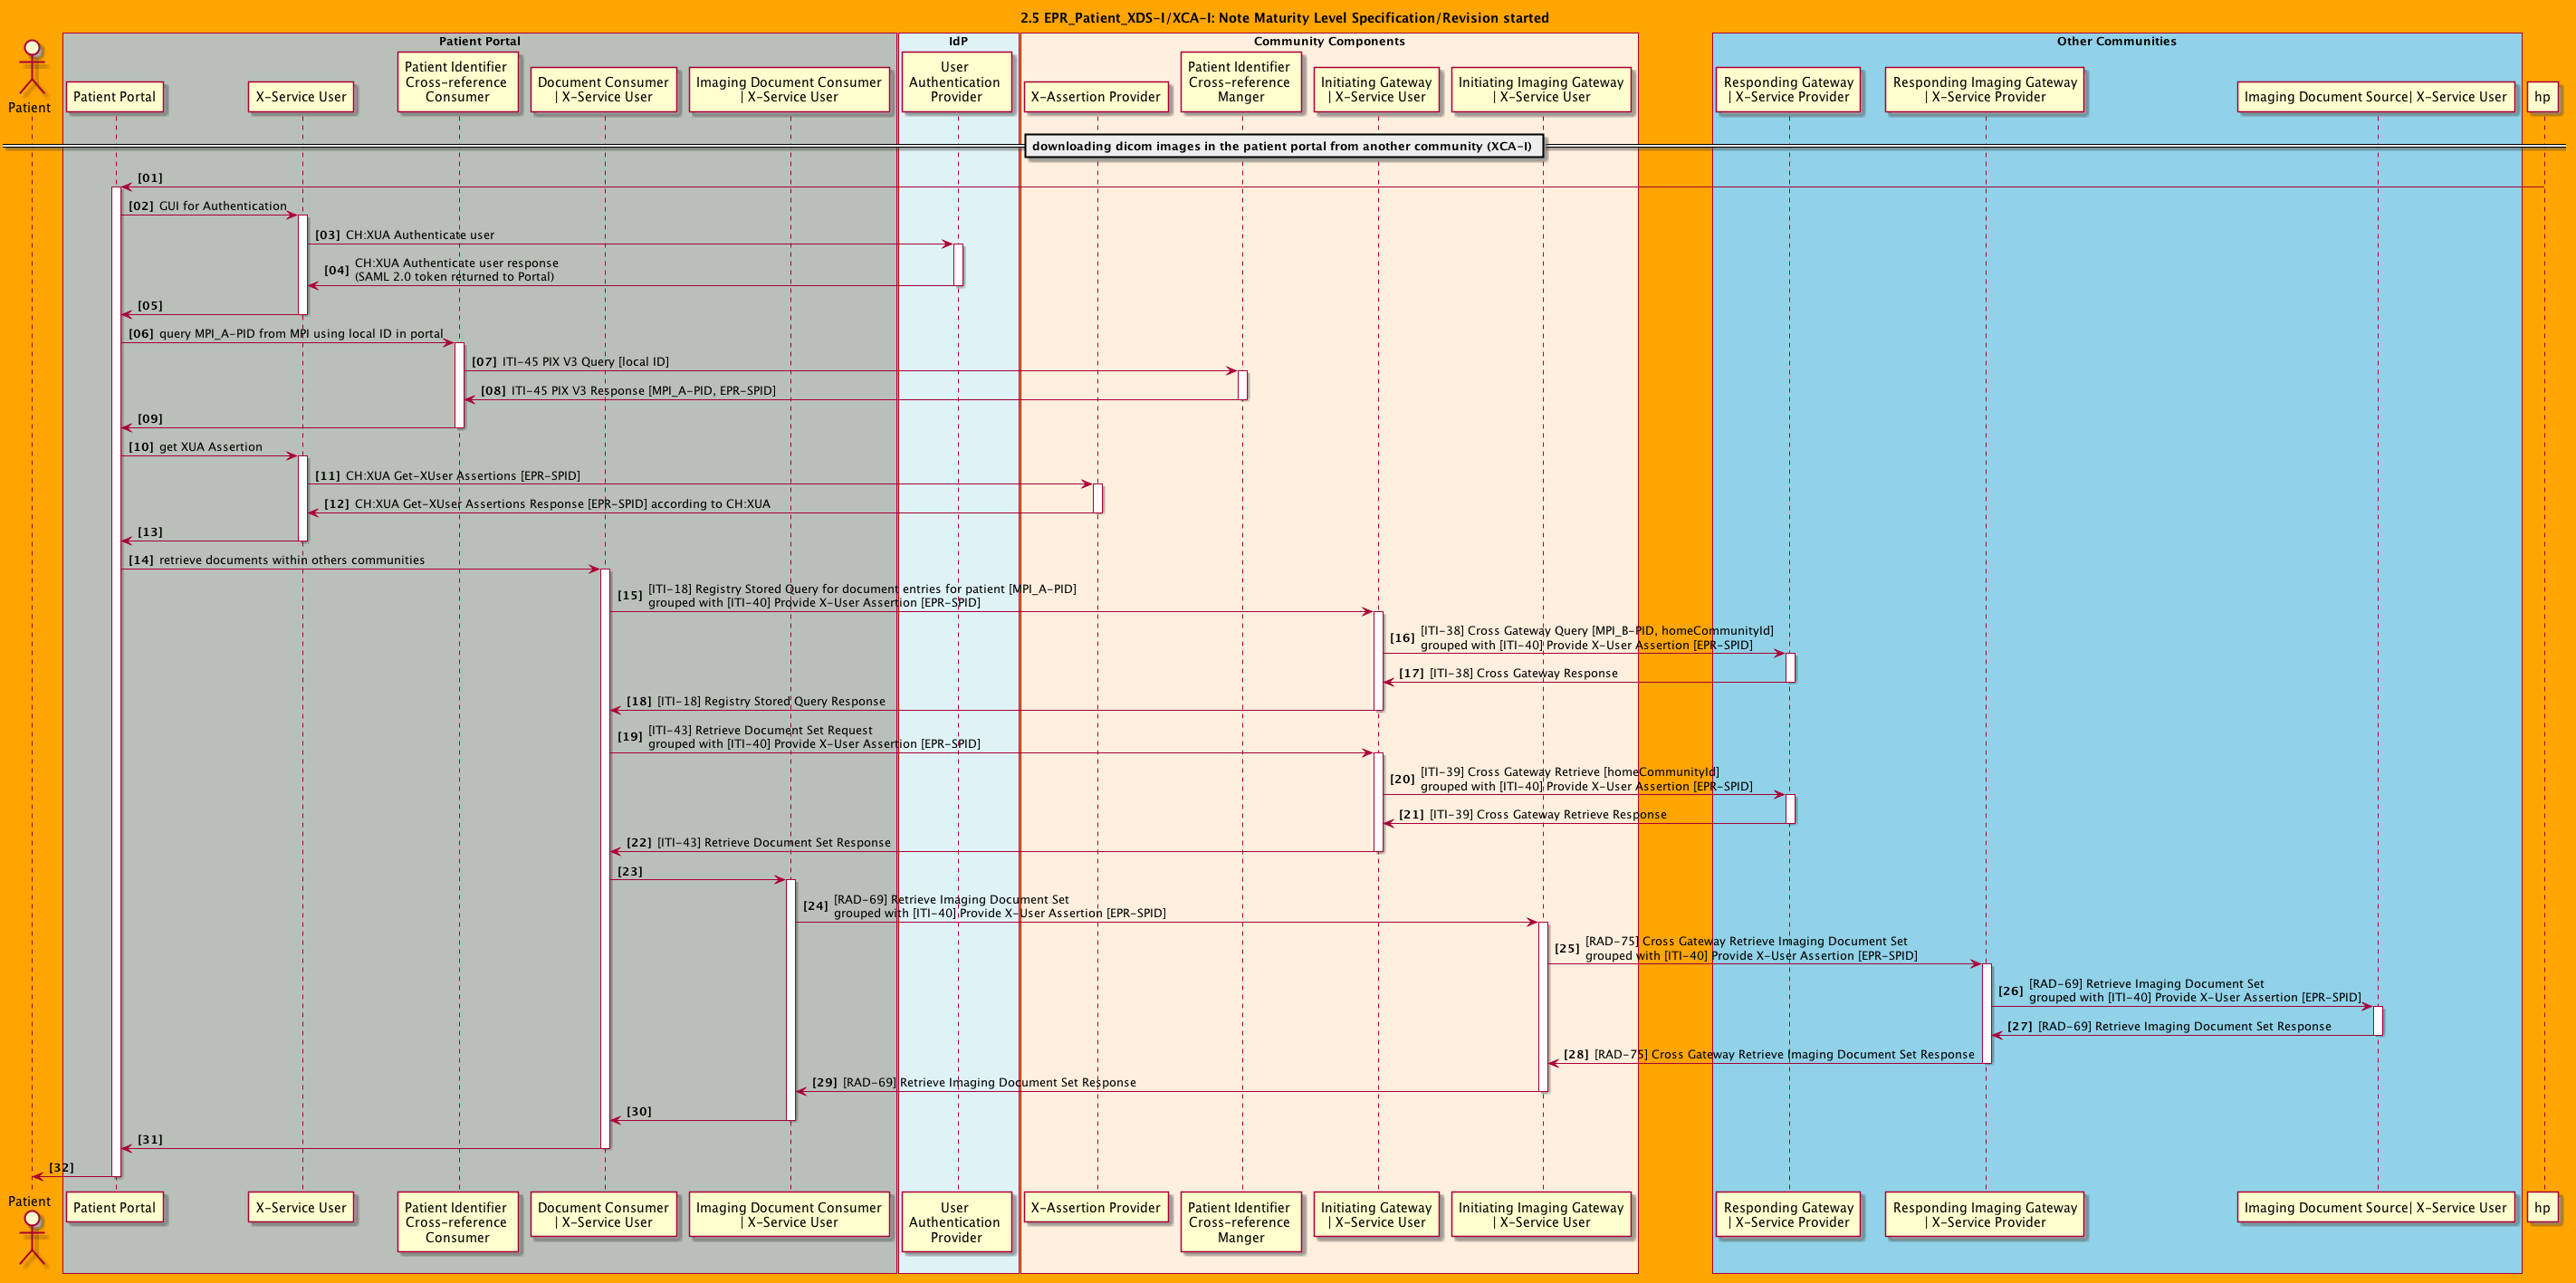 2.5 EPR_Patient_XDS-I/XCA-I: Note Maturity Level Specification/Revision started
Patient Portal
IdP
Community Components
Other Communities
Patient
Patient Portal
X-Service User
Patient Identifier
Cross-reference
Consumer
Document Consumer
| X-Service User
Imaging Document Consumer
| X-Service User
User
Authentication
Provider
X-Assertion Provider
Patient Identifier
Cross-reference
Manger
Initiating Gateway
| X-Service User
Initiating Imaging Gateway
| X-Service User
Responding Gateway
| X-Service Provider
Responding Imaging Gateway
| X-Service Provider
Imaging Document Source| X-Service User
hp
downloading dicom images in the patient portal from another community (XCA-I)
[01]
[02] GUI for Authentication
[03] CH:XUA Authenticate user
[04] CH:XUA Authenticate user response
(SAML 2.0 token returned to Portal)
[05]
[06] query MPI_A-PID from MPI using local ID in portal
[07] ITI-45 PIX V3 Query [local ID]
[08] ITI-45 PIX V3 Response [MPI_A-PID, EPR-SPID]
[09]
[10] get XUA Assertion
[11] CH:XUA Get-XUser Assertions [EPR-SPID]
[12] CH:XUA Get-XUser Assertions Response [EPR-SPID] according to CH:XUA
[13]
[14] retrieve documents within others communities
[15] [ITI-18] Registry Stored Query for document entries for patient [MPI_A-PID]
grouped with [ITI-40] Provide X-User Assertion [EPR-SPID]
[16] [ITI-38] Cross Gateway Query [MPI_B-PID, homeCommunityId]
grouped with [ITI-40] Provide X-User Assertion [EPR-SPID]
[17] [ITI-38] Cross Gateway Response
[18] [ITI-18] Registry Stored Query Response
[19] [ITI-43] Retrieve Document Set Request
grouped with [ITI-40] Provide X-User Assertion [EPR-SPID]
[20] [ITI-39] Cross Gateway Retrieve [homeCommunityId]
grouped with [ITI-40] Provide X-User Assertion [EPR-SPID]
[21] [ITI-39] Cross Gateway Retrieve Response
[22] [ITI-43] Retrieve Document Set Response
[23]
[24] [RAD-69] Retrieve Imaging Document Set
grouped with [ITI-40] Provide X-User Assertion [EPR-SPID]
[25] [RAD-75] Cross Gateway Retrieve Imaging Document Set
grouped with [ITI-40] Provide X-User Assertion [EPR-SPID]
[26] [RAD-69] Retrieve Imaging Document Set
grouped with [ITI-40] Provide X-User Assertion [EPR-SPID]
[27] [RAD-69] Retrieve Imaging Document Set Response
[28] [RAD-75] Cross Gateway Retrieve Imaging Document Set Response
[29] [RAD-69] Retrieve Imaging Document Set Response
[30]
[31]
[32]
Patient
Patient Portal
X-Service User
Patient Identifier
Cross-reference
Consumer
Document Consumer
| X-Service User
Imaging Document Consumer
| X-Service User
User
Authentication
Provider
X-Assertion Provider
Patient Identifier
Cross-reference
Manger
Initiating Gateway
| X-Service User
Initiating Imaging Gateway
| X-Service User
Responding Gateway
| X-Service Provider
Responding Imaging Gateway
| X-Service Provider
Imaging Document Source| X-Service User
hp